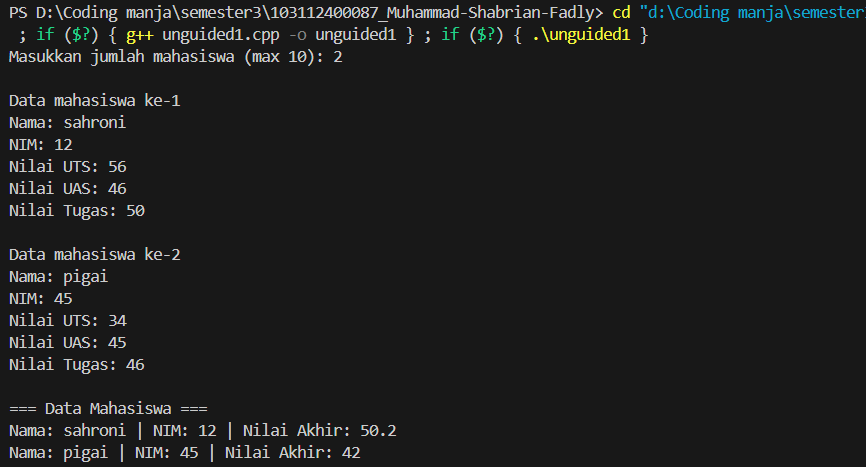 PS D:\Coding manja\semester3\103112400087_Muhammad-Shabrian-Fadly> cd "d:\Coding manja\semester
; if ($?) { g++ unguided1.cpp -o unguided1 } ; if ($?) { .\unguided1 }
Masukkan jumlah mahasiswa (max 10): 2
Data mahasiswa ke-1
Nama: sahroni
NIM: 12
Nilai UTS: 56
Nilai UAS: 46
Nilai Tugas: 50
Data mahasiswa ke-2
Nama: pigai
NIM: 45
Nilai UTS: 34
Nilai UAS: 45
Nilai Tugas: 46
=== Data Mahasiswa ===
Nama: sahroni | NIM: 12 | Nilai Akhir: 50.2
Nama: pigai | NIM: 45 | Nilai Akhir: 42